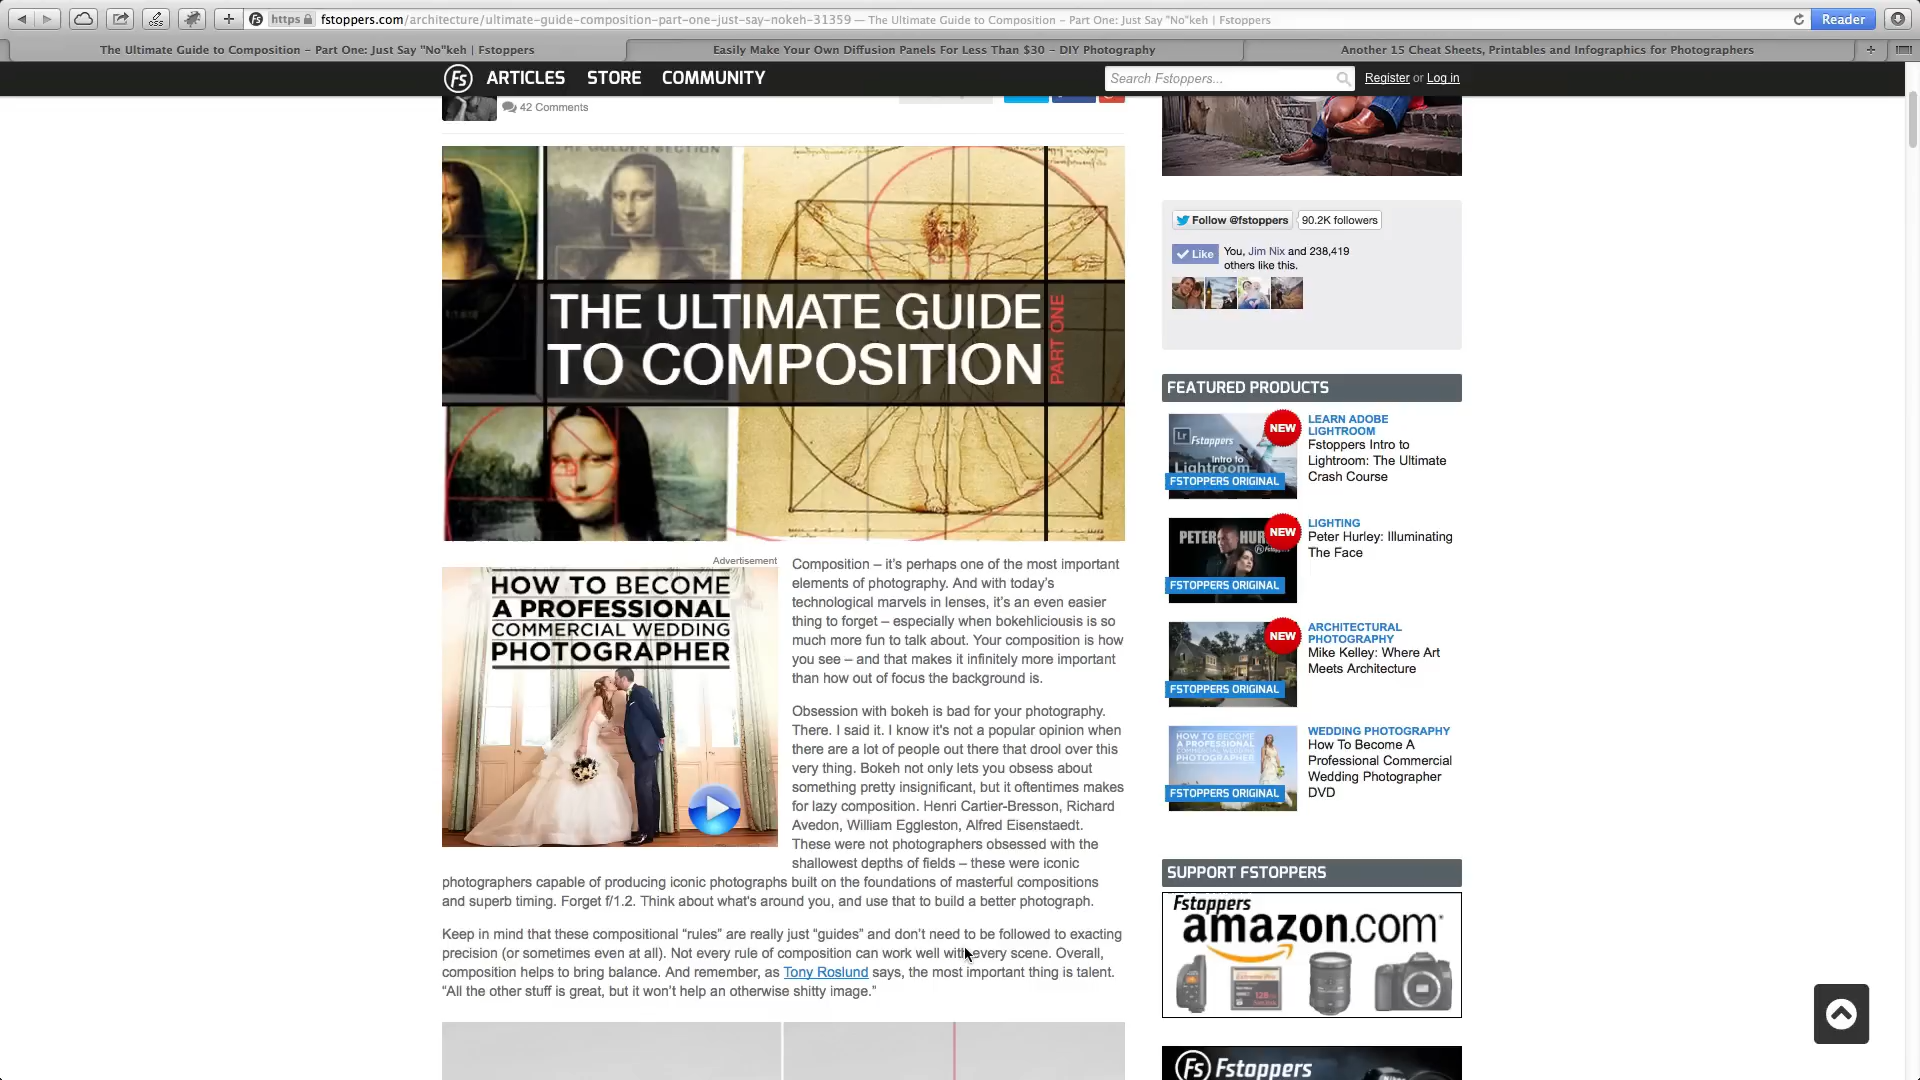 https fstoppers.com/architecture/ultimate-guide-composition-part-one-just-say-nokeh-31359 — The Ultimate Guide to Composition – Part One: Just Say "No"keh | Fstoppers
Reader
The Ultimate Guide to Composition – Part One: Just Say "No"keh | Fstoppers
Easily Make Your Own Diffusion Panels For Less Than $30 – DIY Photography
Another 15 Cheat Sheets, Printables and Infographics for Photographers
Fs ARTICLES STORE COMMUNITY
Search Fstoppers...
Register or Log in
42 Comments
THE GOLDEN SECTION
THE ULTIMATE GUIDE
TO COMPOSITION
PART ONE
Advertisement
HOW TO BECOME
A PROFESSIONAL
COMMERCIAL WEDDING
PHOTOGRAPHER
Composition – it’s perhaps one of the most important
elements of photography. And with today’s
technological marvels in lenses, it’s an even easier
thing to forget – especially when bokehliciousis is so
much more fun to talk about. Your composition is how
you see – and that makes it infinitely more important
than how out of focus the background is.
Obsession with bokeh is bad for your photography.
There. I said it. I know it's not a popular opinion when
there are a lot of people out there that drool over this
very thing. Bokeh not only lets you obsess about
something pretty insignificant, but it oftentimes makes
for lazy composition. Henri Cartier-Bresson, Richard
Avedon, William Eggleston, Alfred Eisenstaedt.
These were not photographers obsessed with the
shallowest depths of fields – these were iconic
photographers capable of producing iconic photographs built on the foundations of masterful compositions
and superb timing. Forget f/1.2. Think about what's around you, and use that to build a better photograph.
Keep in mind that these compositional “rules” are really just “guides” and don’t need to be followed to exacting
precision (or sometimes even at all). Not every rule of composition can work well with every scene. Overall,
composition helps to bring balance. And remember, as Tony Roslund says, the most important thing is talent.
“All the other stuff is great, but it won’t help an otherwise shitty image.”
Follow @fstoppers
90.2K followers
Like
You, Jim Nix and 238,419
others like this.
FEATURED PRODUCTS
Lr Fstoppers
Intro to
Lightroom
NEW
FSTOPPERS ORIGINAL
LEARN ADOBE
LIGHTROOM
Fstoppers Intro to
Lightroom: The Ultimate
Crash Course
PETER HUR
Fstoppers
NEW
FSTOPPERS ORIGINAL
LIGHTING
Peter Hurley: Illuminating
The Face
NEW
FSTOPPERS ORIGINAL
ARCHITECTURAL
PHOTOGRAPHY
Mike Kelley: Where Art
Meets Architecture
HOW TO BECOME
A PROFESSIONAL
COMMERCIAL WEDDING
PHOTOGRAPHER
FSTOPPERS ORIGINAL
WEDDING PHOTOGRAPHY
How To Become A
Professional Commercial
Wedding Photographer
DVD
SUPPORT FSTOPPERS
Fstoppers
amazon.com
Extreme Pro
128
Fs Fstoppers